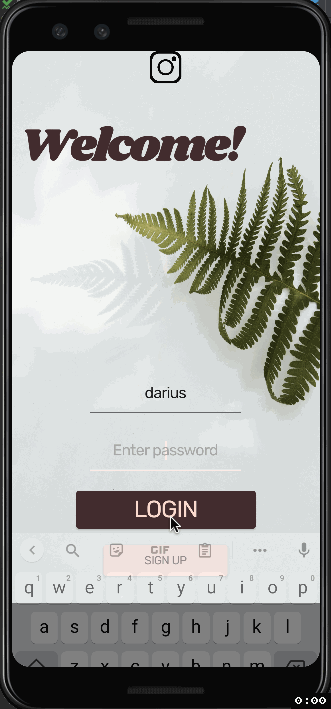 Welcome!
darius
Enter password
LOGIN
GIF
SIGN UP
1 2 3 4 5 6 7 8 9 0
q w e r t y u i o p
a s d f g h j k l
z x c v b n m
0:00